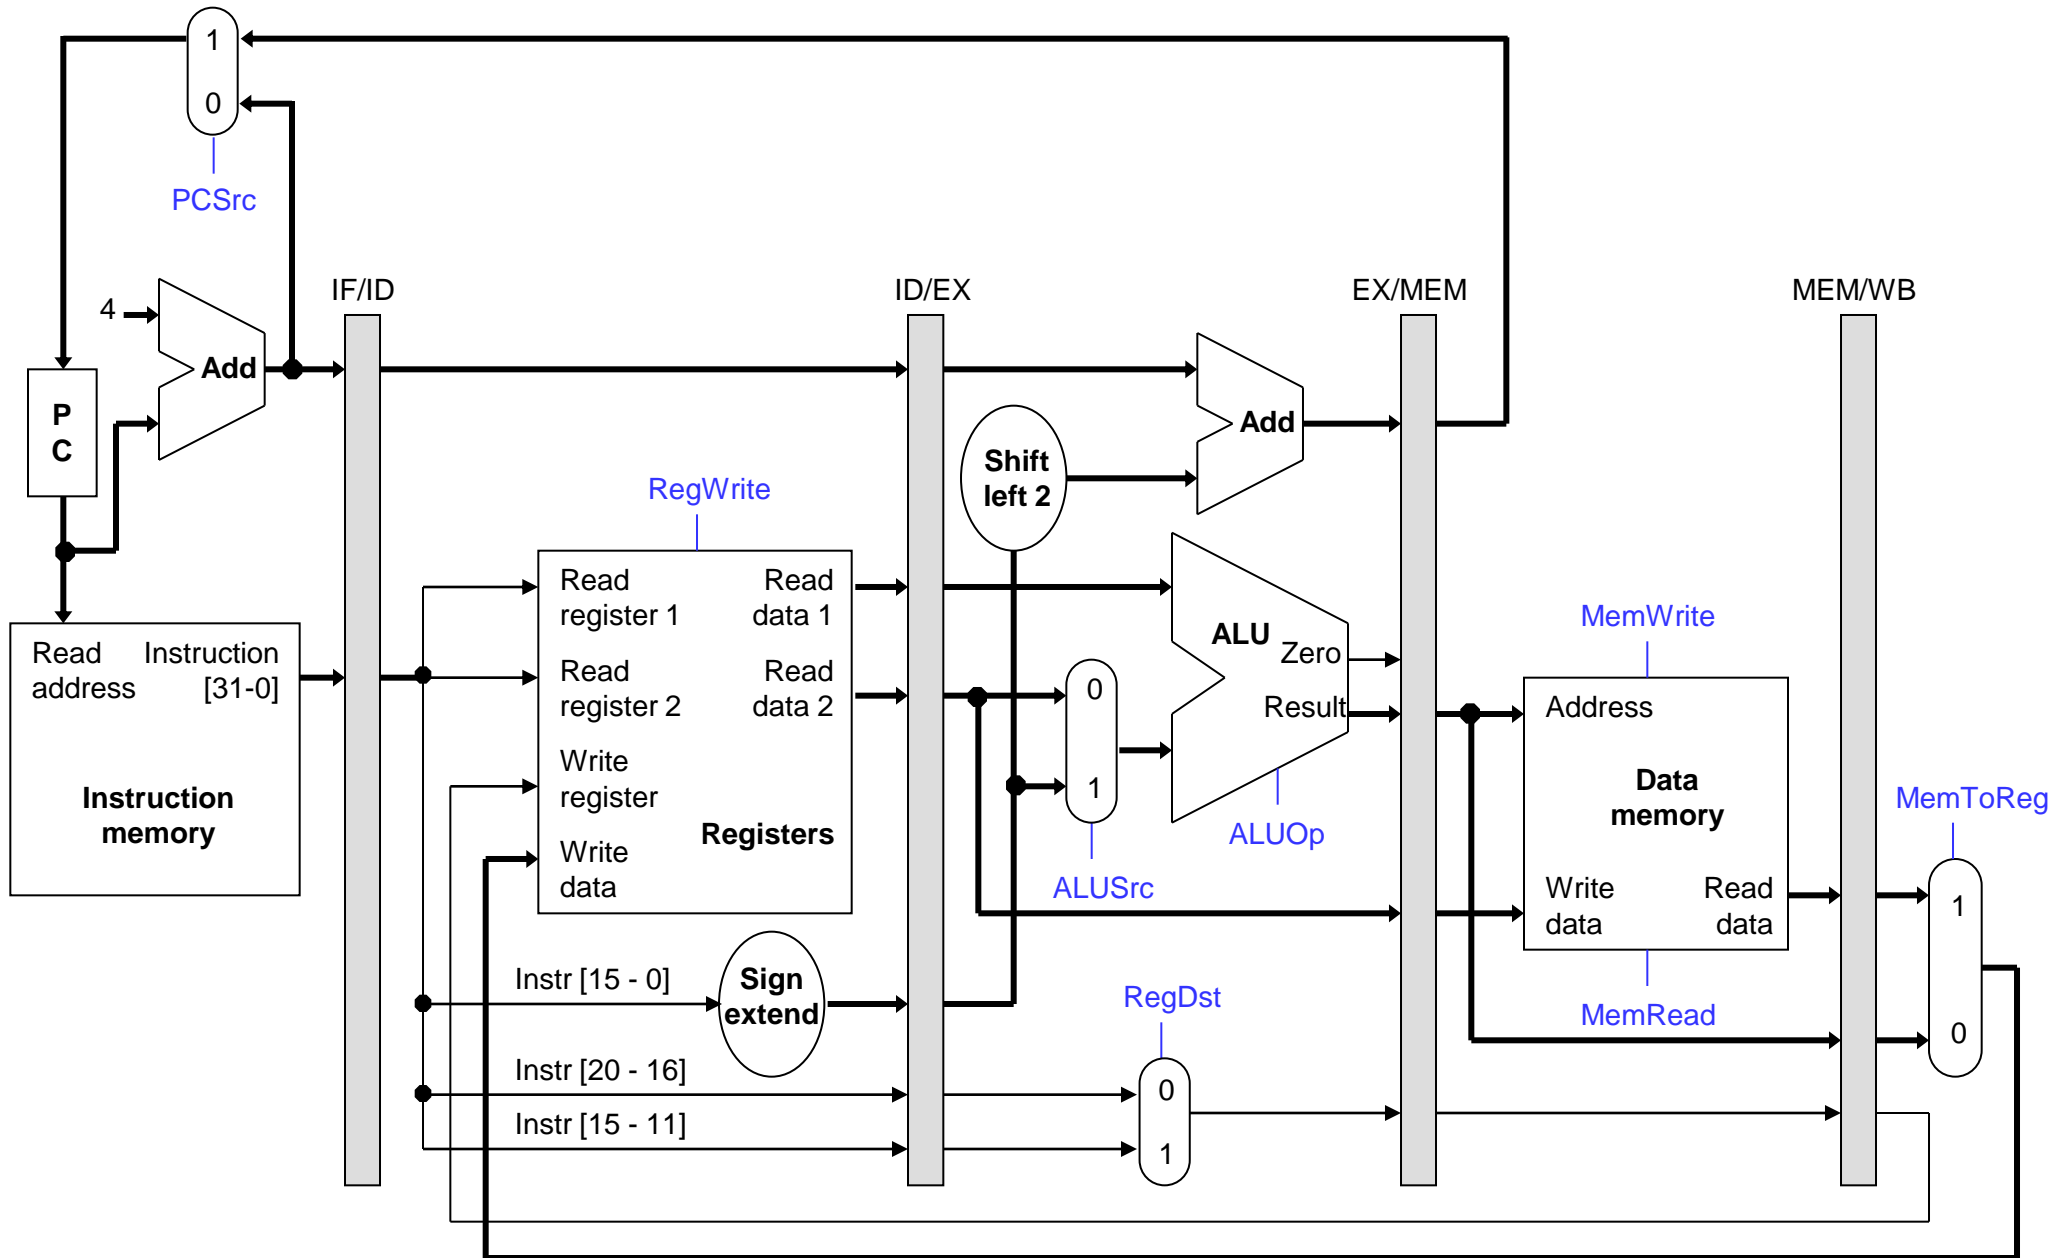 1
0
PCSrc
4
Add
P
C
IF/ID
ID/EX
EX/MEM
MEM/WB
Shift
left 2
Add
RegWrite
Read
address
Instruction
[31-0]
Instruction
memory
Read
register 1
Read
data 1
Read
register 2
Read
data 2
Write
register
Write
data
Registers
0
1
ALUSrc
ALU
Zero
Result
ALUOp
MemWrite
Address
Data
memory
Write
data
Read
data
MemRead
MemToReg
1
0
Instr [15 - 0]
Sign
extend
Instr [20 - 16]
Instr [15 - 11]
RegDst
0
1